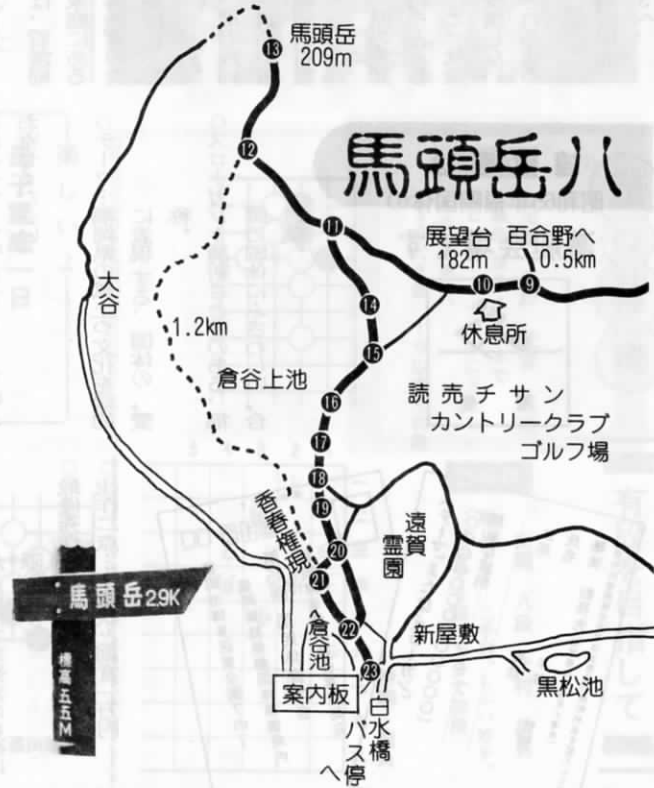 馬頭岳
209m
⑬
⑫
馬頭岳八
⑪
展望台
182m
百合野へ
0.5km
⑩
⑨
休息所
大谷
1.2km
⑭
⑮
倉谷上池
読売チサン
カントリークラブ
ゴルフ場
⑯
⑰
⑱
⑲
香春権現
遠賀
霊園
⑳
㉑
馬頭岳2.9K
標高五五M
倉谷池
㉒
新屋敷
㉓
案内板
黒松池
白水橋
バス停
へ